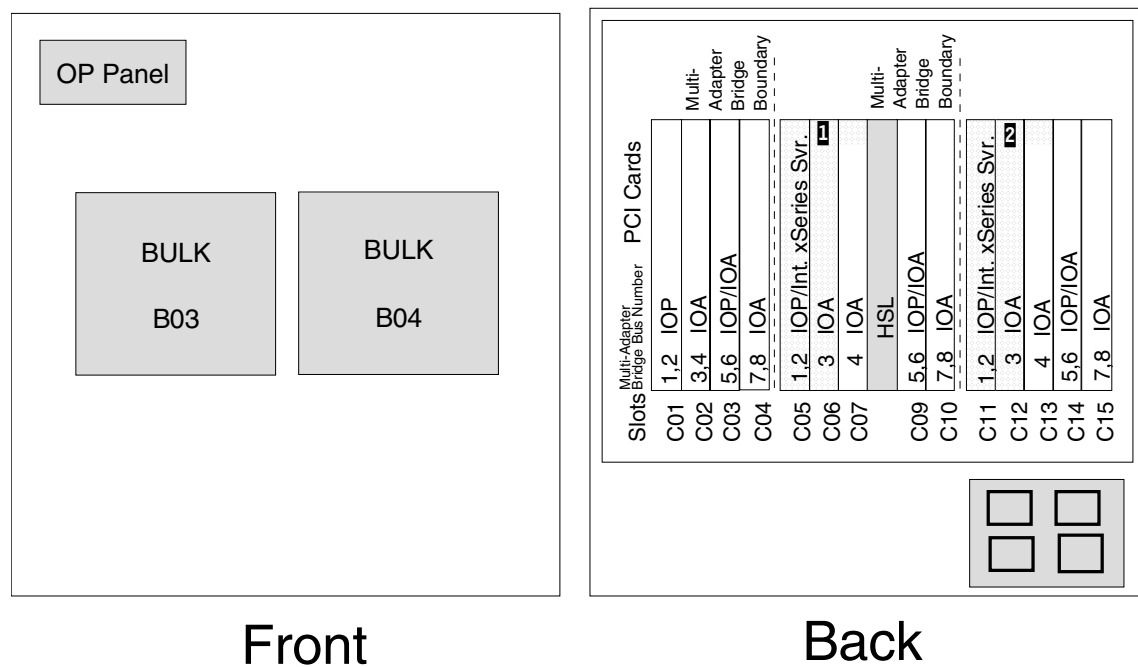 OP Panel
BULK
B03
BULK
B04
Front
Multi-
Adapter
Bridge
Boundary
Multi-
Adapter
Bridge
Boundary
Slots
Multi-Adapter
Bridge Bus Number
PCI Cards
C01 1,2 IOP
C02 3,4 IOA
C03 5,6 IOP/IOA
C04 7,8 IOA
C05 1,2 IOP/Int. xSeries Svr.
C06 3 IOA 1
C07 4 IOA
HSL
C09 5,6 IOP/IOA
C10 7,8 IOA
C11 1,2 IOP/Int. xSeries Svr.
C12 3 IOA 2
C13 4 IOA
C14 5,6 IOP/IOA
C15 7,8 IOA
Back